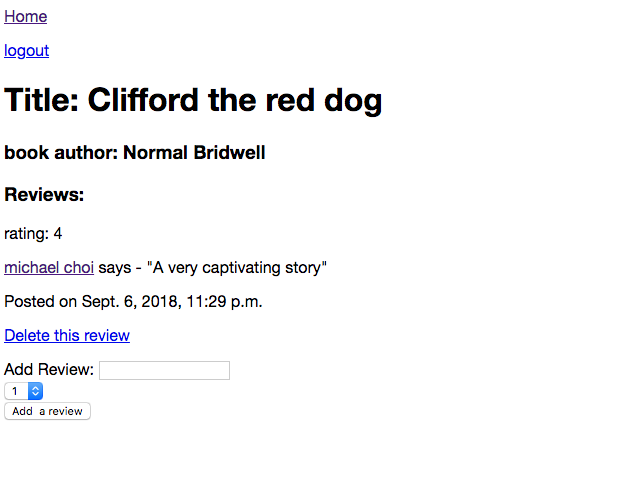 Home
logout
Title: Clifford the red dog
book author: Normal Bridwell
Reviews:
rating: 4
michael choi says - "A very captivating story"
Posted on Sept. 6, 2018, 11:29 p.m.
Delete this review
Add Review:
1
Add  a review